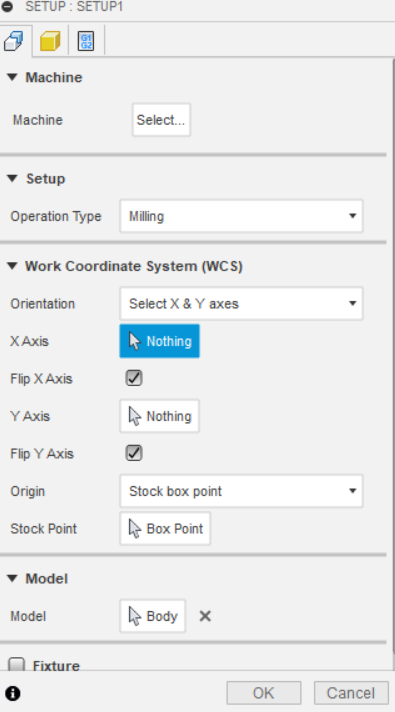 SETUP : SETUP1
G1
G2
Machine
Machine Select...
Setup
Operation Type Milling
Work Coordinate System (WCS)
Orientation Select X & Y axes
X Axis Nothing
Flip X Axis
Y Axis Nothing
Flip Y Axis
Origin Stock box point
Stock Point Box Point
Model
Model Body
Fixture
OK Cancel